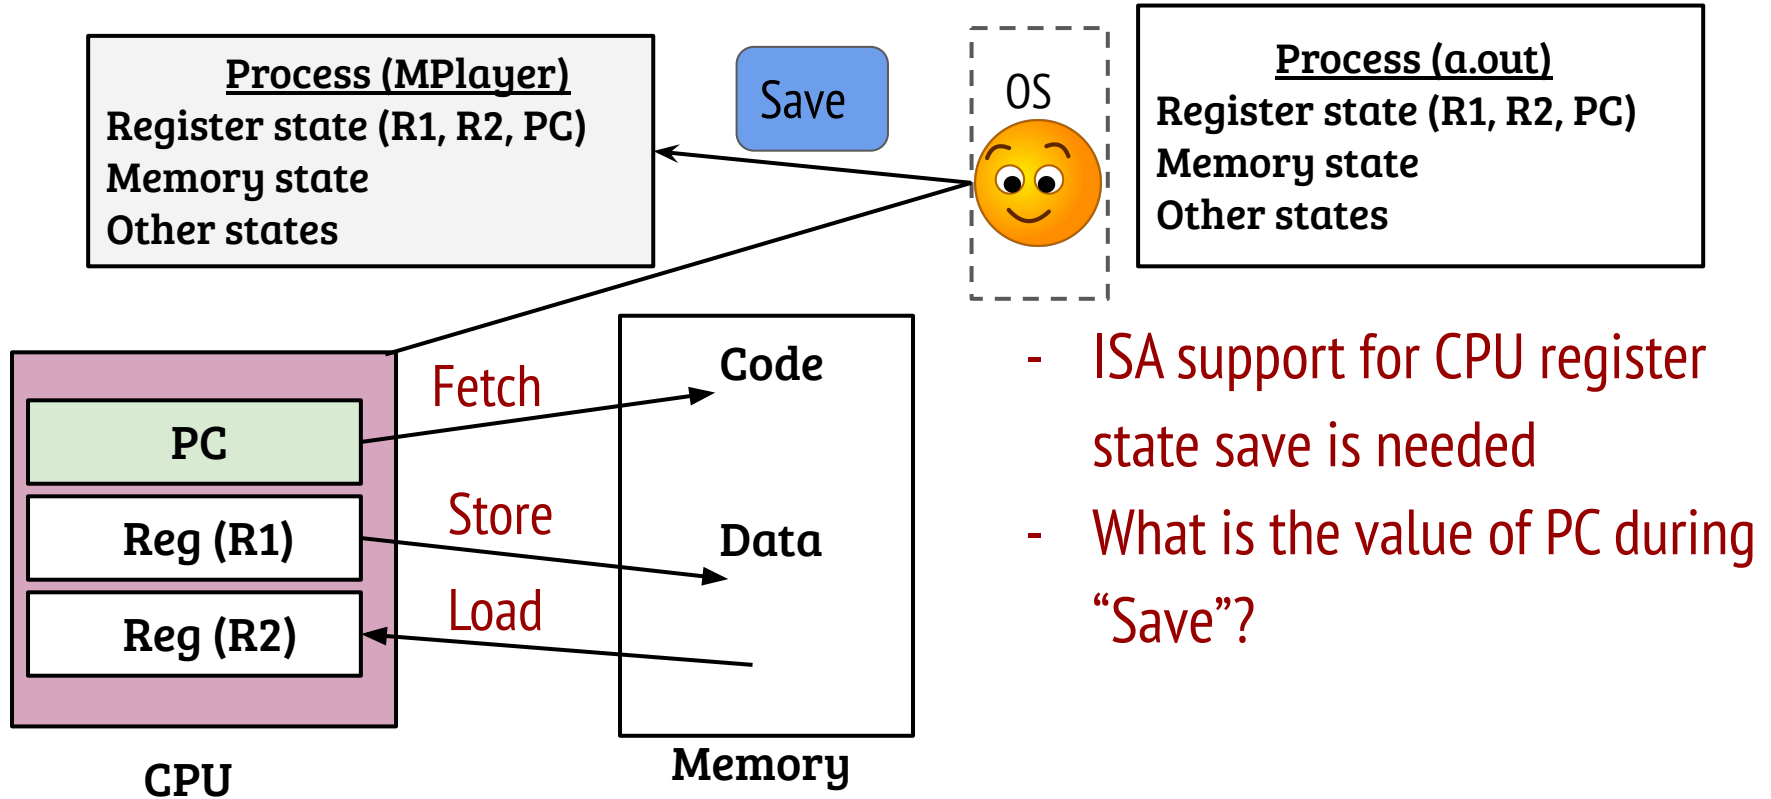 Process (MPlayer)
Register state (R1, R2, PC)
Memory state
Other states
Save
OS
Process (a.out)
Register state (R1, R2, PC)
Memory state
Other states
PC
Reg (R1)
Reg (R2)
CPU
Fetch
Store
Load
Code
Data
Memory
- ISA support for CPU register
state save is needed
- What is the value of PC during
“Save”?